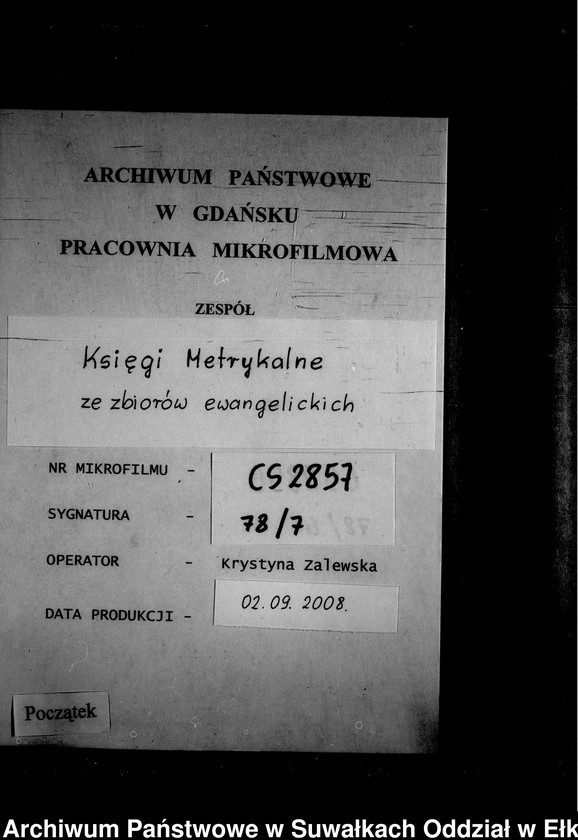 ARCHIWUM PAŃSTWOWE
W GDAŃSKU
PRACOWNIA MIKROFILMOWA
ZESPÓŁ
Księgi Metrykalne
ze zbiorów ewangelickich
NR MIKROFILMU - CS2857
SYGNATURA - 78/7
OPERATOR - Krystyna Zalewska
DATA PRODUKCJI - 02.09.2008.
Początek
Archiwum Państwowe w Suwałkach Oddział w Ełk